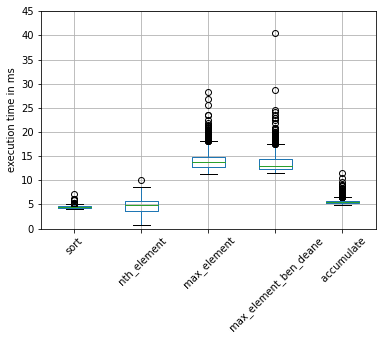 45
40
35
30
25
20
15
10
5
0
execution time in ms
sort
nth_element
max_element
max_element_ben_deane
accumulate